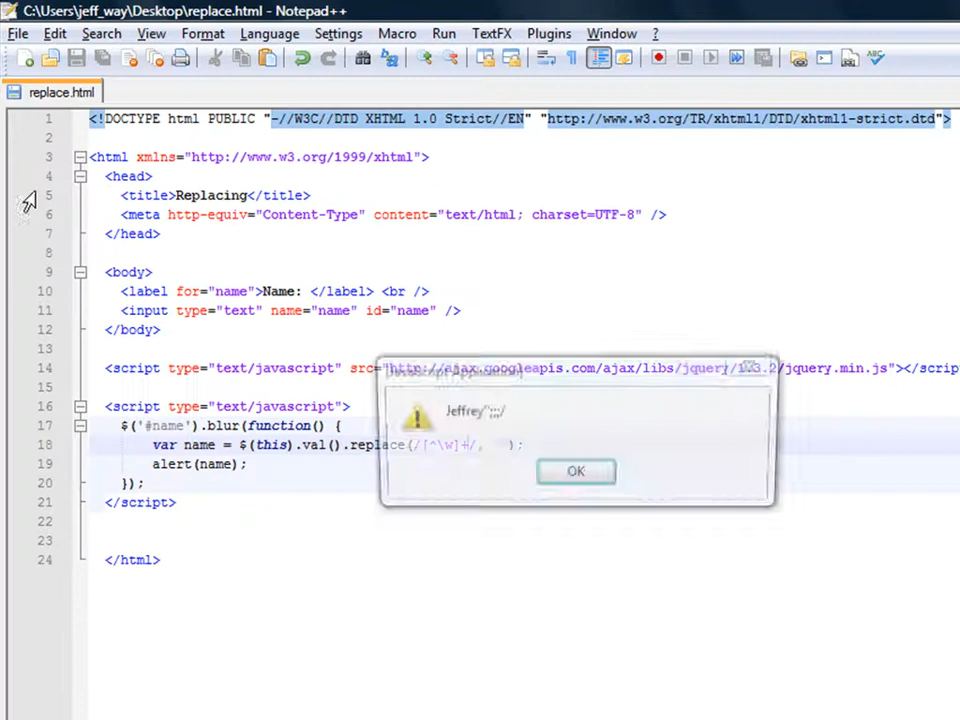 C:\Users\jeff_way\Desktop\replace.html - Notepad++
File Edit Search View Format Language Settings Macro Run TextFX Plugins Window ?
replace.html
1 <!DOCTYPE html PUBLIC "-//W3C//DTD XHTML 1.0 Strict//EN" "http://www.w3.org/TR/xhtml1/DTD/xhtml1-strict.dtd">
2
3 <html xmlns="http://www.w3.org/1999/xhtml">
4 <head>
5 <title>Replacing</title>
6 <meta http-equiv="Content-Type" content="text/html; charset=UTF-8" />
7 </head>
8
9 <body>
10 <label for="name">Name: </label> <br />
11 <input type="text" name="name" id="name" />
12 </body>
13
14 <script type="text/javascript" src="http://ajax.googleapis.com/ajax/libs/jquery/1.3.2/jquery.min.js"></scrip
[JavaScript Application]
15
16 <script type="text/javascript">
Jeffrey";;;/
17 $('#name').blur(function() {
18 var name = $(this).val().replace(/[^\w]+/, );
19 alert(name);
OK
20 });
21 </script>
22
23
24 </html>